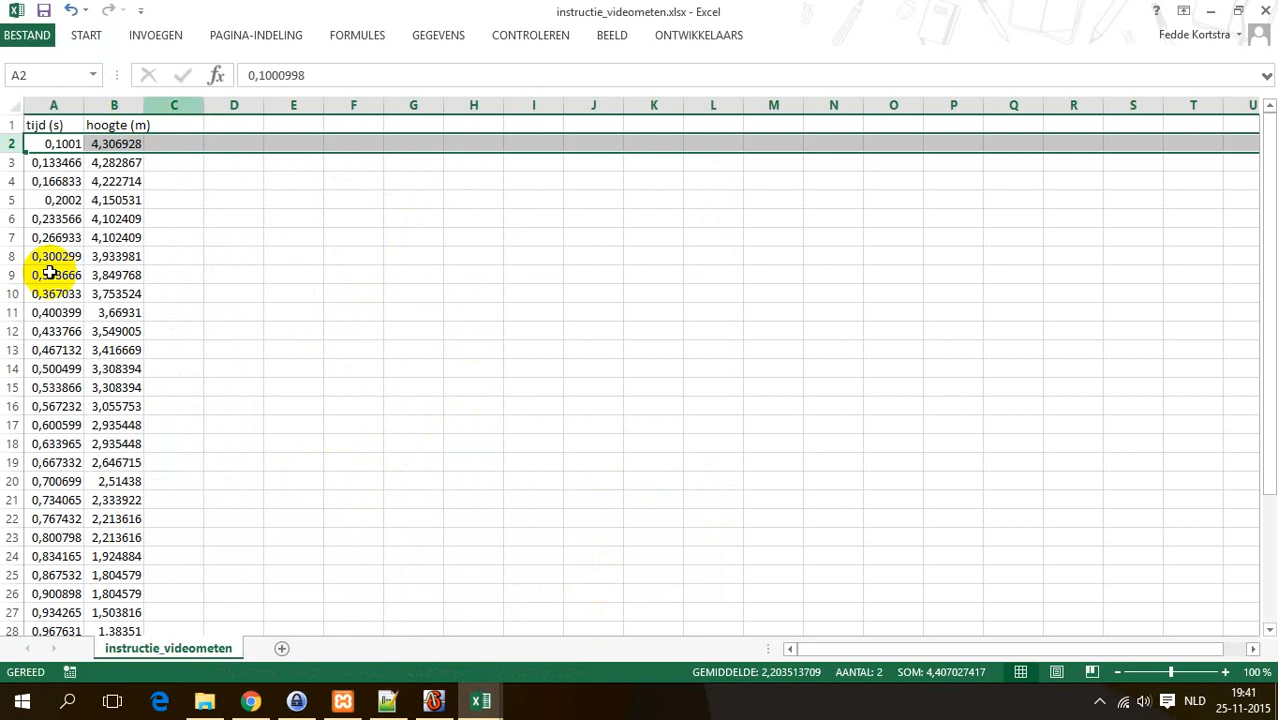 instructie_videometen.xlsx - Excel
BESTAND START INVOEGEN PAGINA-INDELING FORMULES GEGEVENS CONTROLEREN BEELD ONTWIKKELAARS Fedde Kortstra
A2 fx 0,1000998
A B C D E F G H I J K L M N O P Q R S T U
1 tijd (s) hoogte (m)
2 0,1001 4,306928
3 0,133466 4,282867
4 0,166833 4,222714
5 0,2002 4,150531
6 0,233566 4,102409
7 0,266933 4,102409
8 0,300299 3,933981
9 3,849768
10 0,367033 3,753524
11 0,400399 3,66931
12 0,433766 3,549005
13 0,467132 3,416669
14 0,500499 3,308394
15 0,533866 3,308394
16 0,567232 3,055753
17 0,600599 2,935448
18 0,633965 2,935448
19 0,667332 2,646715
20 0,700699 2,51438
21 0,734065 2,333922
22 0,767432 2,213616
23 0,800798 2,213616
24 0,834165 1,924884
25 0,867532 1,804579
26 0,900898 1,804579
27 0,934265 1,503816
28 0,967631 1,38351
instructie_videometen
GEREED GEMIDDELDE: 2,203513709 AANTAL: 2 SOM: 4,407027417 100 %
NLD 19:41
25-11-2015